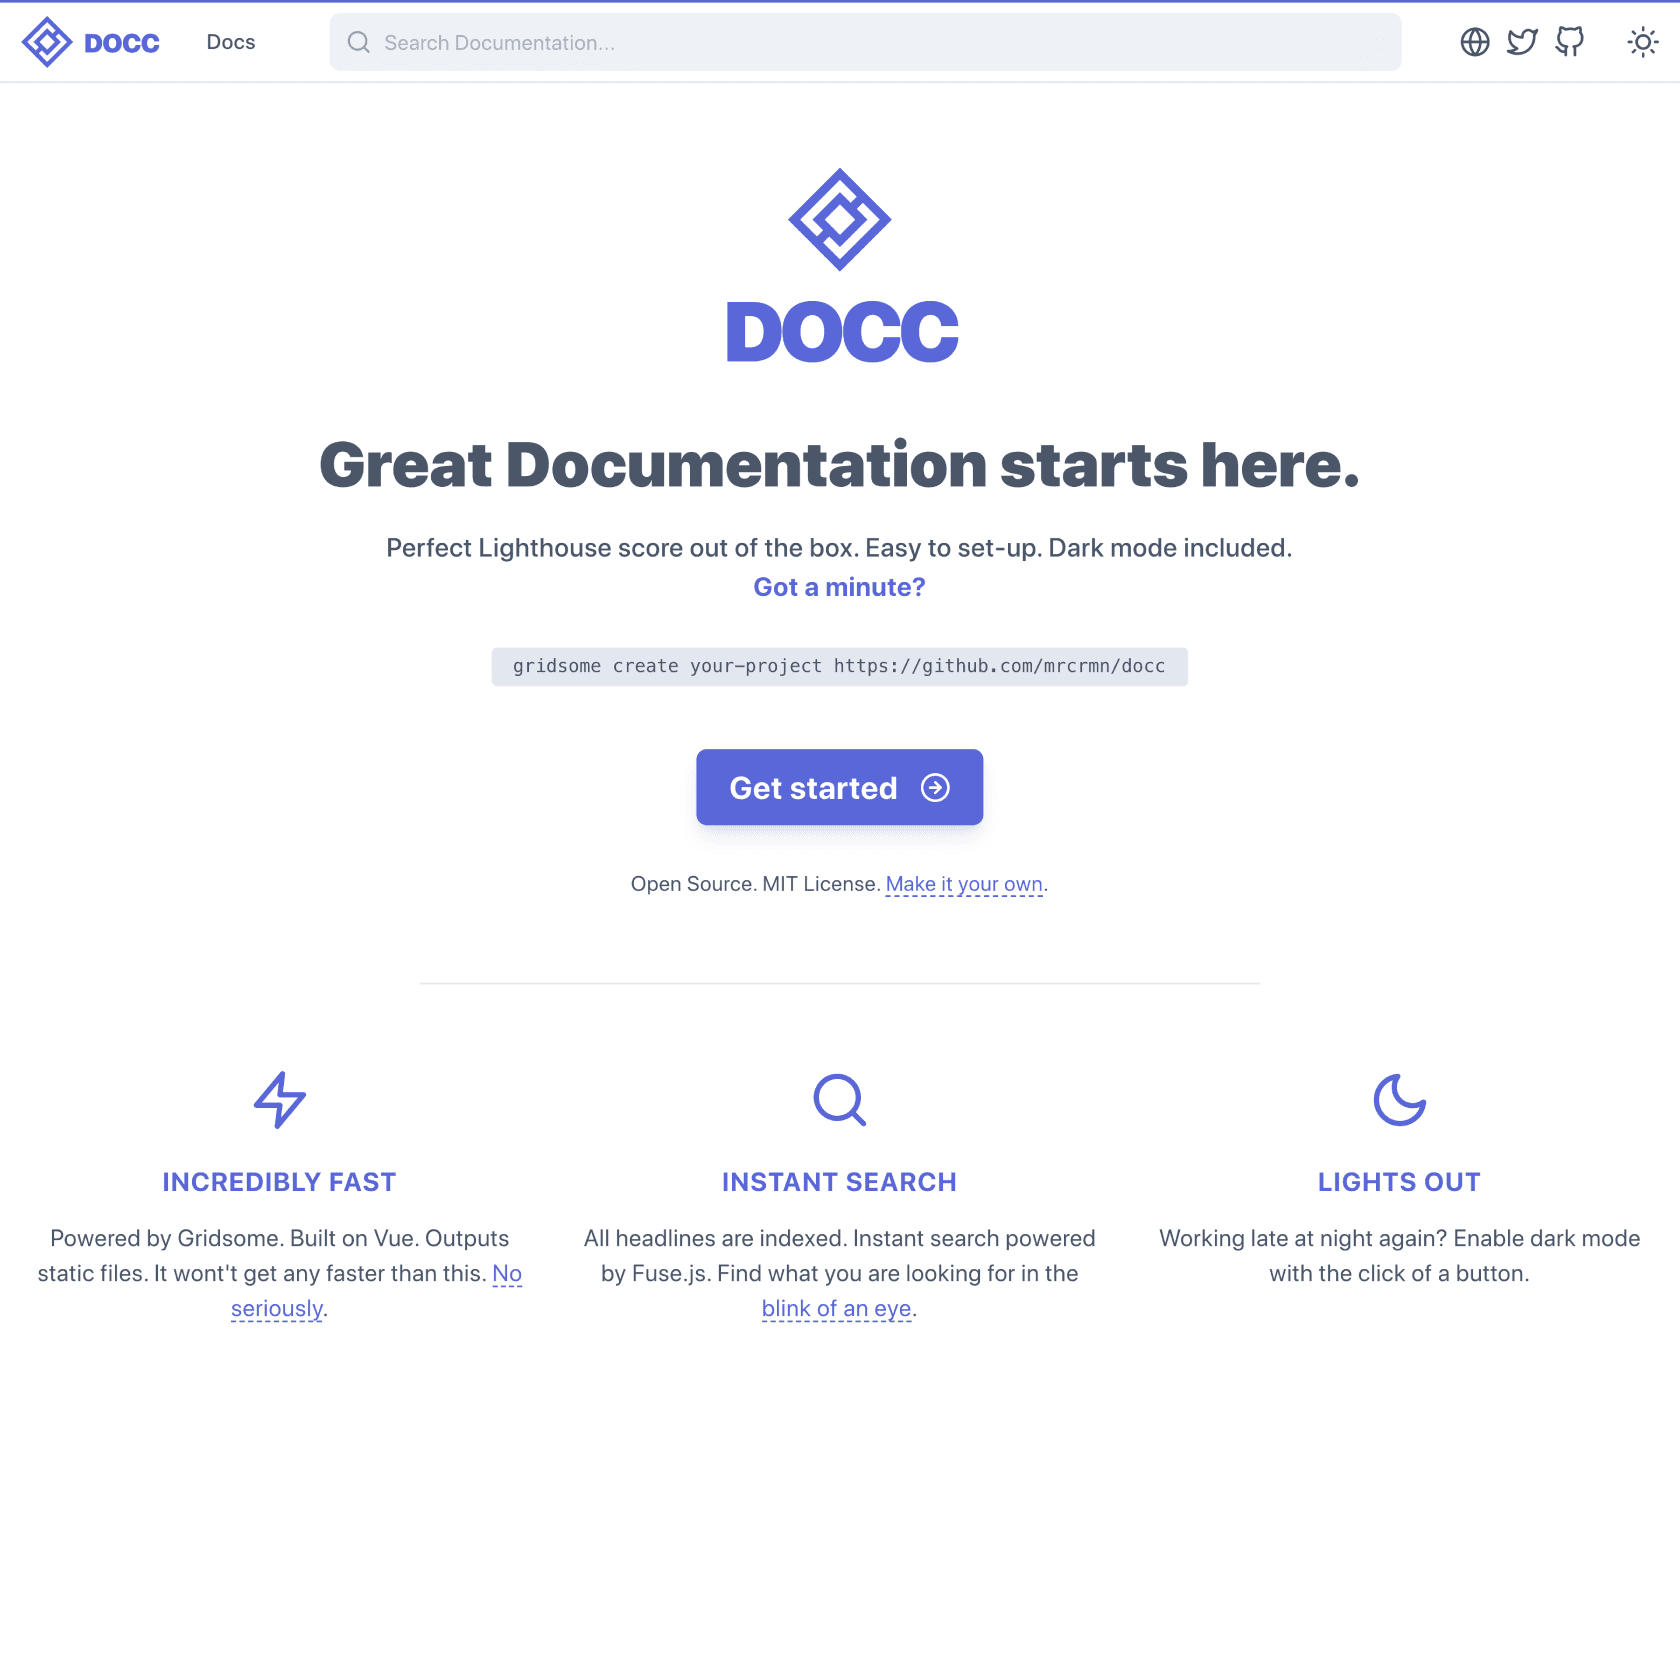 DOCC
Docs
Search Documentation...
DOCC
Great Documentation starts here.
Perfect Lighthouse score out of the box. Easy to set-up. Dark mode included.
Got a minute?
gridsome create your-project https://github.com/mrcrmn/docc
Get started
Open Source. MIT License. Make it your own.
INCREDIBLY FAST
Powered by Gridsome. Built on Vue. Outputs
static files. It wont't get any faster than this. No
seriously.
INSTANT SEARCH
All headlines are indexed. Instant search powered
by Fuse.js. Find what you are looking for in the
blink of an eye.
LIGHTS OUT
Working late at night again? Enable dark mode
with the click of a button.